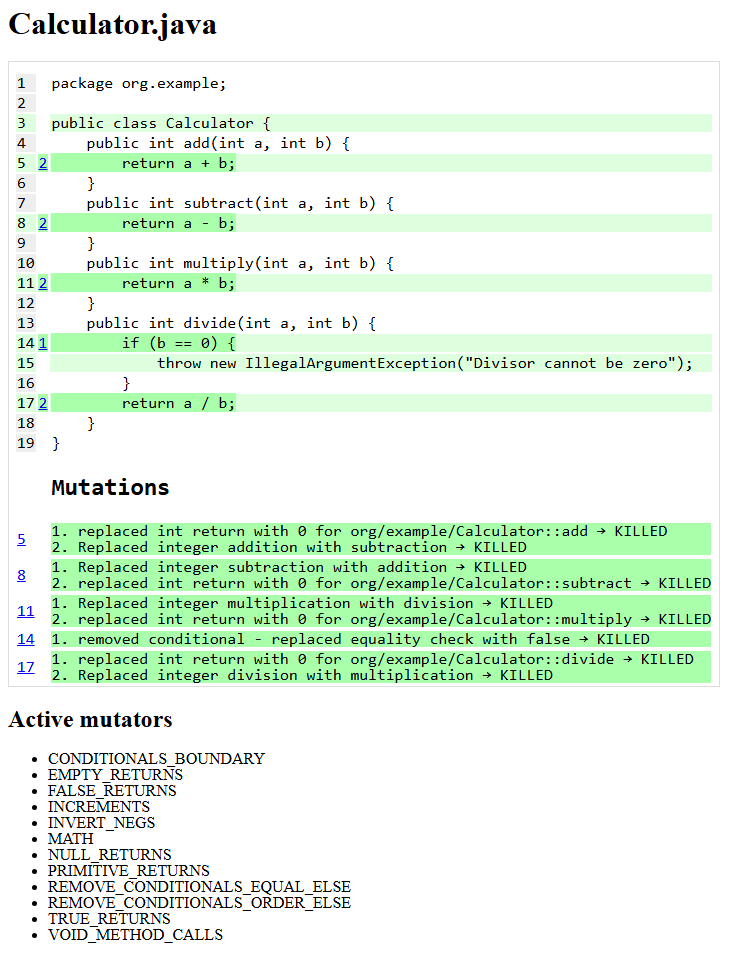 Calculator.java
1 package org.example;
2
3 public class Calculator {
4     public int add(int a, int b) {
5 2         return a + b;
6     }
7     public int subtract(int a, int b) {
8 2         return a - b;
9     }
10     public int multiply(int a, int b) {
11 2         return a * b;
12     }
13     public int divide(int a, int b) {
14 1         if (b == 0) {
15             throw new IllegalArgumentException("Divisor cannot be zero");
16         }
17 2         return a / b;
18     }
19 }
Mutations
5
1. replaced int return with 0 for org/example/Calculator::add → KILLED
2. Replaced integer addition with subtraction → KILLED
8
1. Replaced integer subtraction with addition → KILLED
2. replaced int return with 0 for org/example/Calculator::subtract → KILLED
11
1. Replaced integer multiplication with division → KILLED
2. replaced int return with 0 for org/example/Calculator::multiply → KILLED
14 1. removed conditional - replaced equality check with false → KILLED
17
1. replaced int return with 0 for org/example/Calculator::divide → KILLED
2. Replaced integer division with multiplication → KILLED
Active mutators
• CONDITIONALS_BOUNDARY
• EMPTY_RETURNS
• FALSE_RETURNS
• INCREMENTS
• INVERT_NEGS
• MATH
• NULL_RETURNS
• PRIMITIVE_RETURNS
• REMOVE_CONDITIONALS_EQUAL_ELSE
• REMOVE_CONDITIONALS_ORDER_ELSE
• TRUE_RETURNS
• VOID_METHOD_CALLS